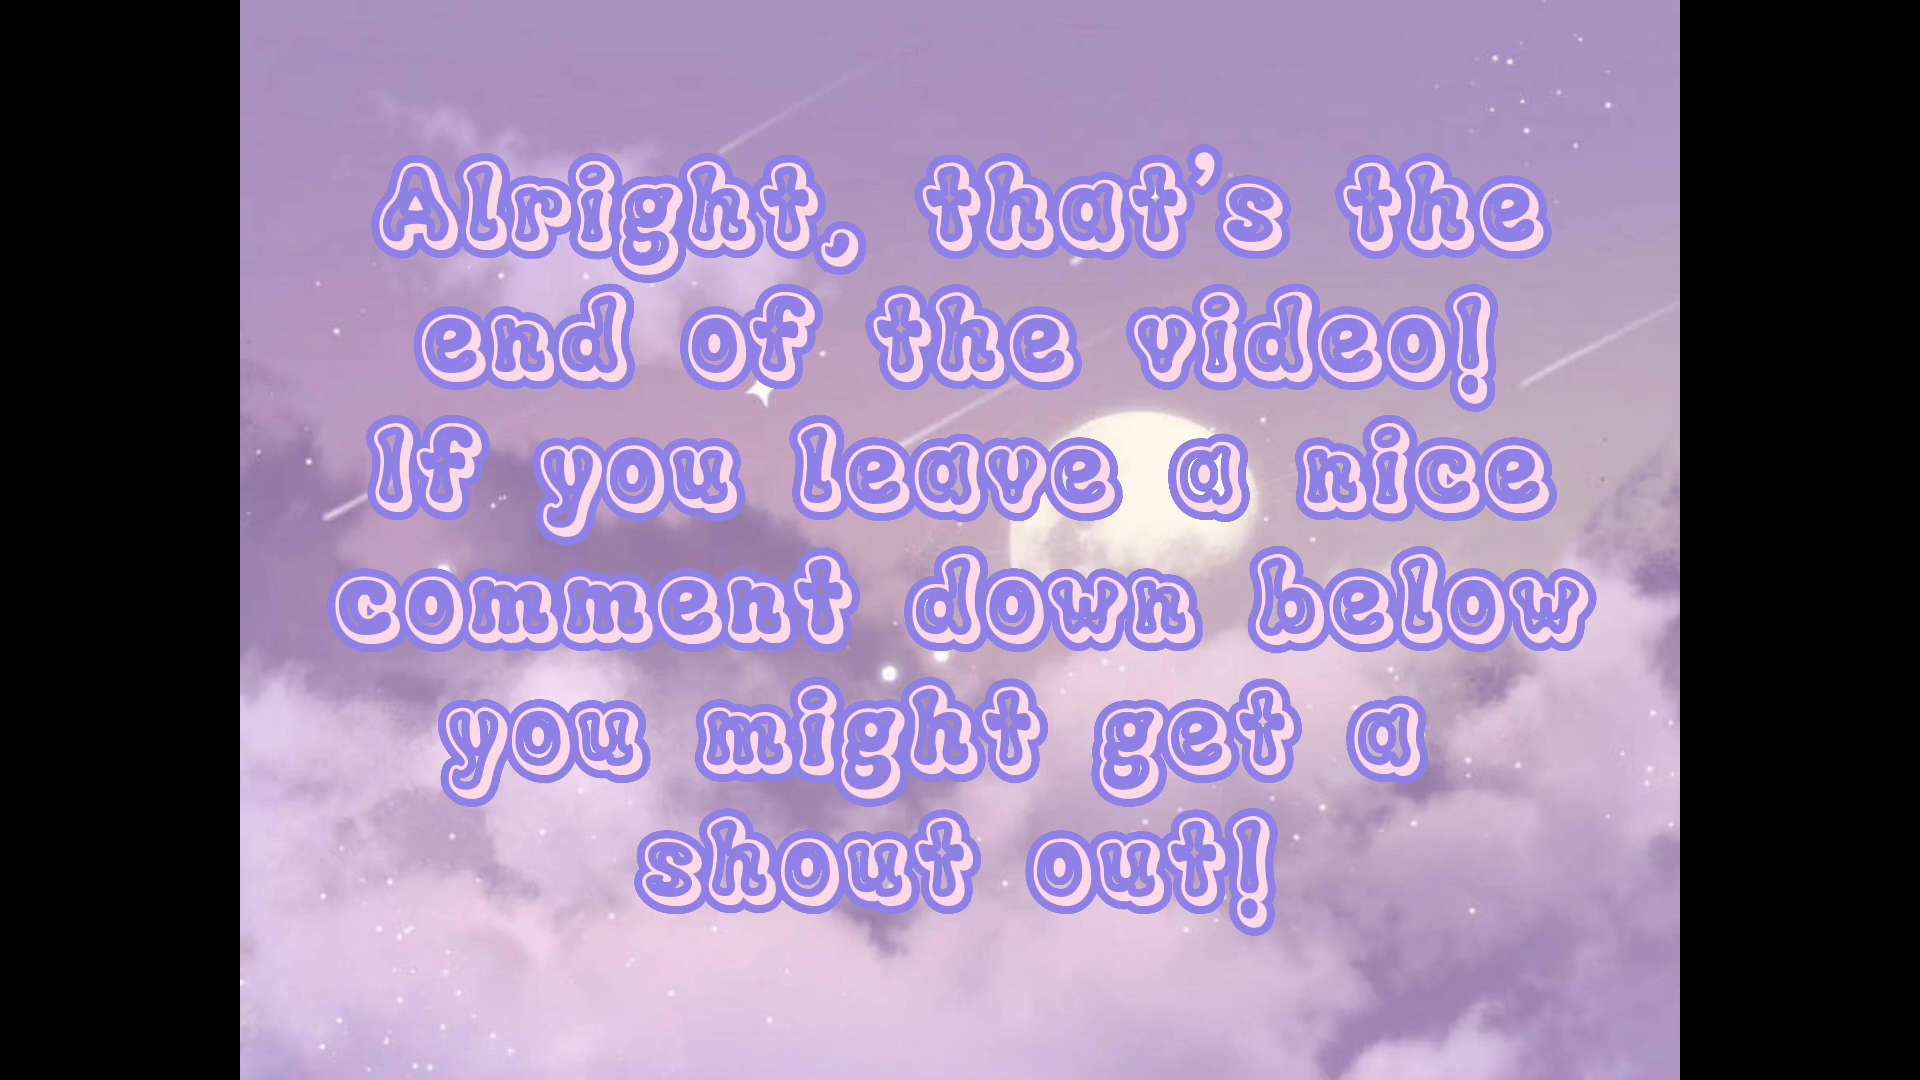 Alright, that’s the
end of the video!
If you leave a nice
comment down below
you might get a
shout out!